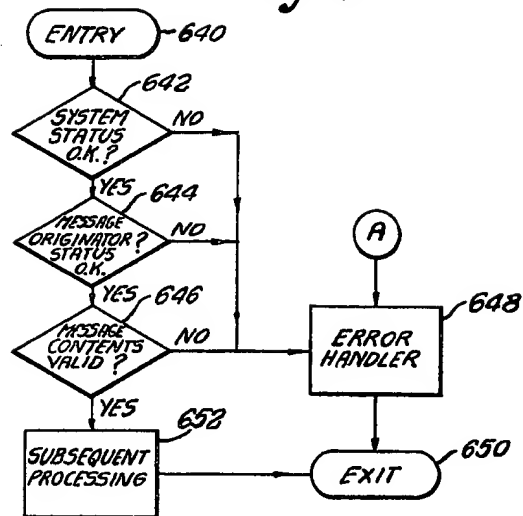 ENTRY
640
642
SYSTEM
STATUS
O.K.?
NO
YES
644
MESSAGE
ORIGINATOR?
STATUS
O.K.
NO
YES
646
MESSAGE
CONTENTS
VALID?
NO
YES
652
SUBSEQUENT
PROCESSING
A
648
ERROR
HANDLER
650
EXIT